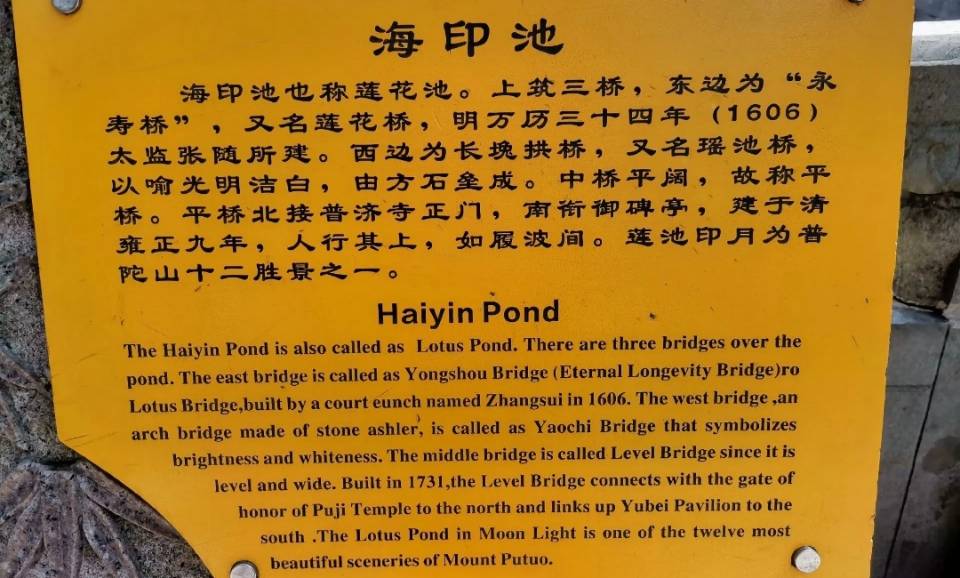 海印池
海印池也称莲花池。上筑三桥，东边为“永
寿桥”，又名莲花桥，明万历三十四年（1606）
太监张随所建。西边为长堍拱桥，又名瑶池桥，
以喻光明洁白，由方石垒成。中桥平阔，故称平
桥。平桥北接普济寺正门，南衔御碑亭，建于清
雍正九年，人行其上，如履波间。莲池印月为普
陀山十二胜景之一。
Haiyin Pond
The Haiyin Pond is also called as Lotus Pond. There are three bridges over the
pond. The east bridge is called as Yongshou Bridge (Eternal Longevity Bridge)ro
Lotus Bridge,built by a court eunch named Zhangsui in 1606. The west bridge ,an
arch bridge made of stone ashler, is called as Yaochi Bridge that symbolizes
brightness and whiteness. The middle bridge is called Level Bridge since it is
level and wide. Built in 1731,the Level Bridge connects with the gate of
honor of Puji Temple to the north and links up Yubei Pavilion to the
south .The Lotus Pond in Moon Light is one of the twelve most
beautiful sceneries of Mount Putuo.